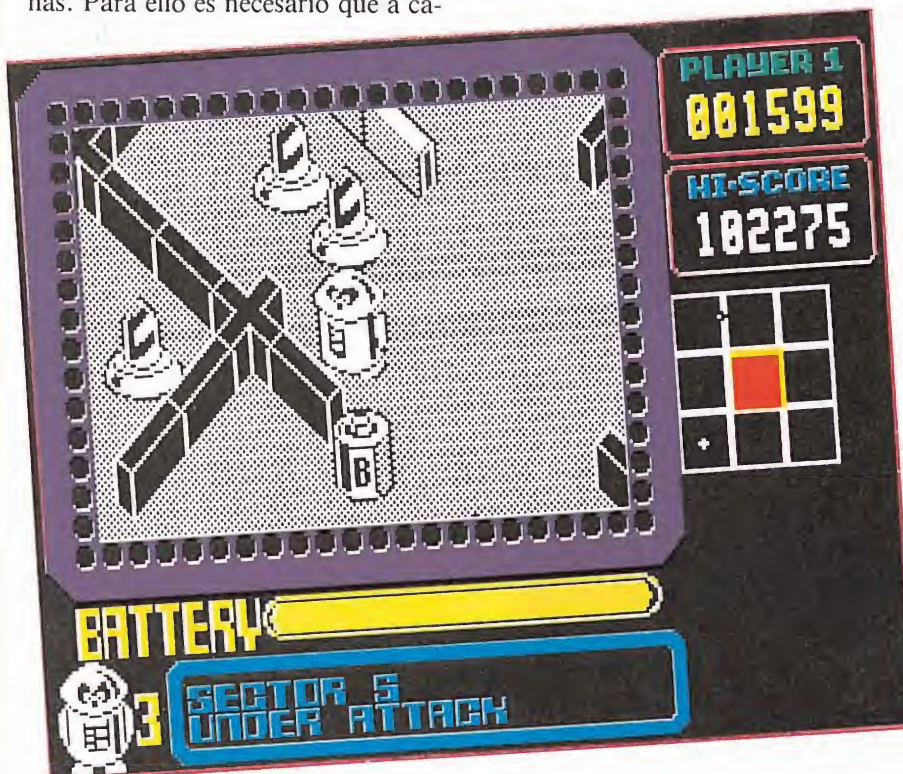 nas. Para ello es necesario que a ca-
PLAYER 1
001599
HI-SCORE
102275
B
BATTERY
3
SECTOR 5
UNDER ATTACK